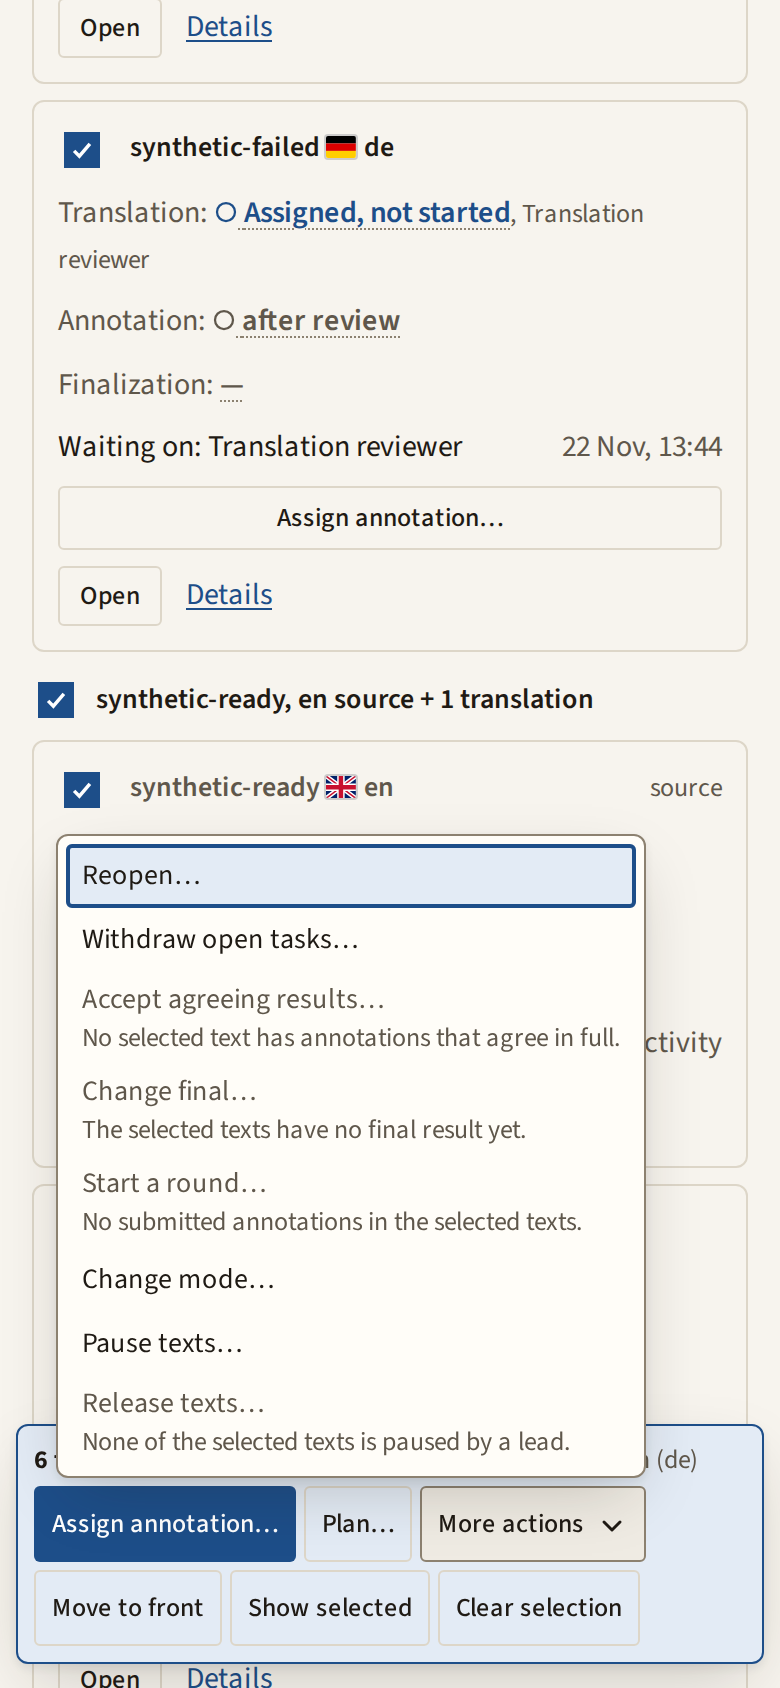 Open Details
synthetic-failed de
Translation: Assigned, not started, Translation
reviewer
Annotation: after review
Finalization: —
Waiting on: Translation reviewer 22 Nov, 13:44
Assign annotation…
Open Details
synthetic-ready, en source + 1 translation
synthetic-ready en source
Reopen…
Withdraw open tasks…
Accept agreeing results…
No selected text has annotations that agree in full.
Change final…
The selected texts have no final result yet.
Start a round…
No submitted annotations in the selected texts.
Change mode…
Pause texts…
Release texts…
None of the selected texts is paused by a lead.
6 (de)
Assign annotation… Plan… More actions
Move to front Show selected Clear selection
Open Details